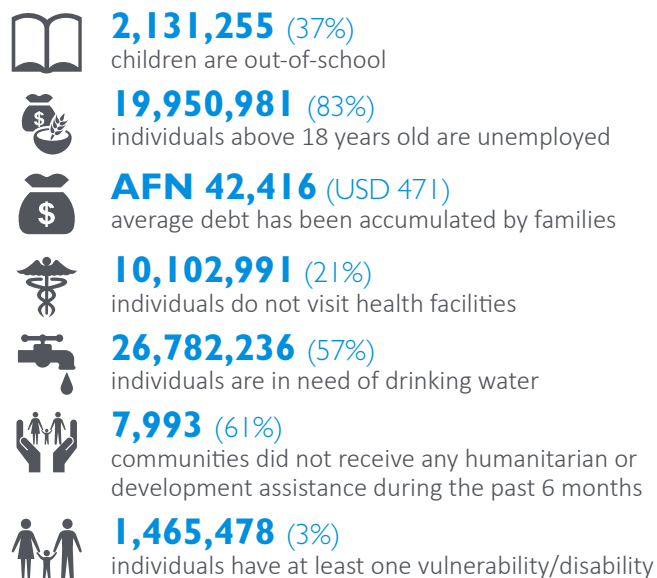 2,131,255 (37%)
children are out-of-school
$
19,950,981 (83%)
individuals above 18 years old are unemployed
AFN 42,416 (USD 471)
$
average debt has been accumulated by families
10,102,991 (21%)
individuals do not visit health facilities
26,782,236 (57%)
individuals are in need of drinking water
7,993 (61%)
communities did not receive any humanitarian or
development assistance during the past 6 months
1,465,478 (3%)
individuals have at least one vulnerability/disability